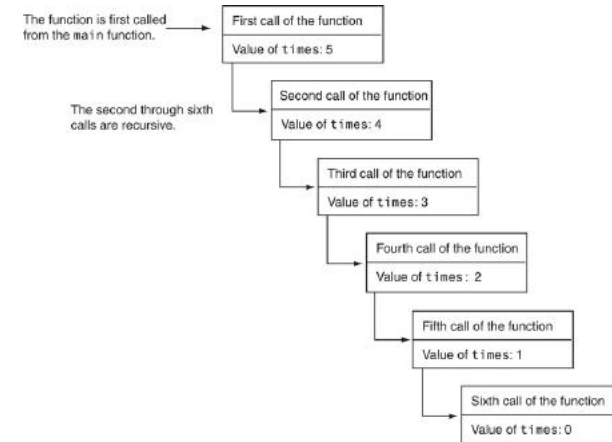 The function is first called
from the main function.
First call of the function
Value of times: 5
The second through sixth
calls are recursive.
Second call of the function
Value of times: 4
Third call of the function
Value of times: 3
Fourth call of the function
Value of times: 2
Fifth call of the function
Value of times: 1
Sixth call of the function
Value of times: 0